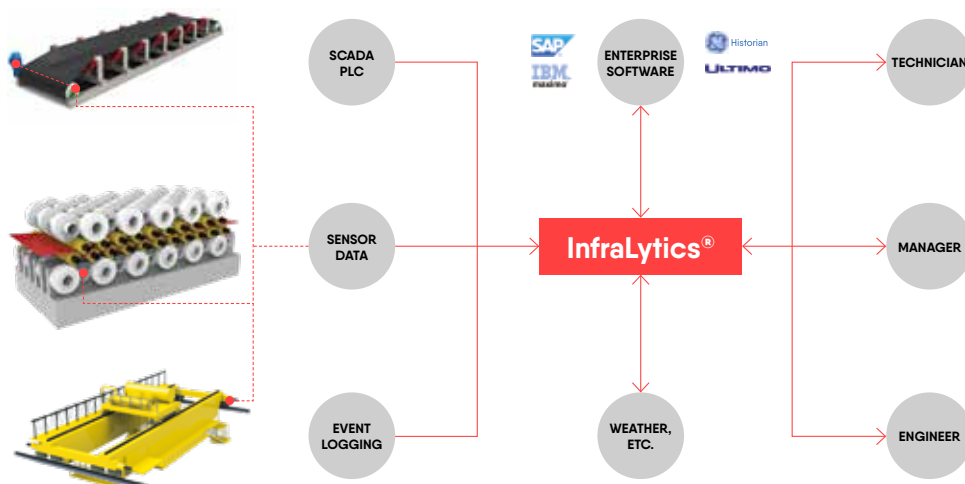 SCADA
PLC
SAP
IBM
maximo
ENTERPRISE
SOFTWARE
Historian
ULTIMO
TECHNICIAN
SENSOR
DATA
InfraLytics®
MANAGER
EVENT
LOGGING
WEATHER,
ETC.
ENGINEER